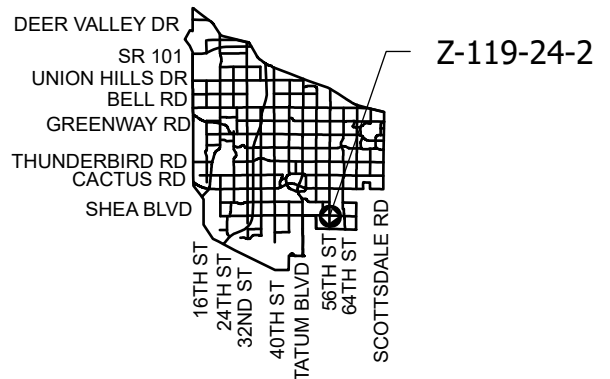 DEER VALLEY DR
Z-119-24-2
SR 101
UNION HILLS DR
BELL RD
GREENWAY RD
THUNDERBIRD RD
CACTUS RD
SHEA BLVD
16TH ST
24TH ST
32ND ST
40TH ST
TATUM BLVD
56TH ST
64TH ST
SCOTTSDALE RD